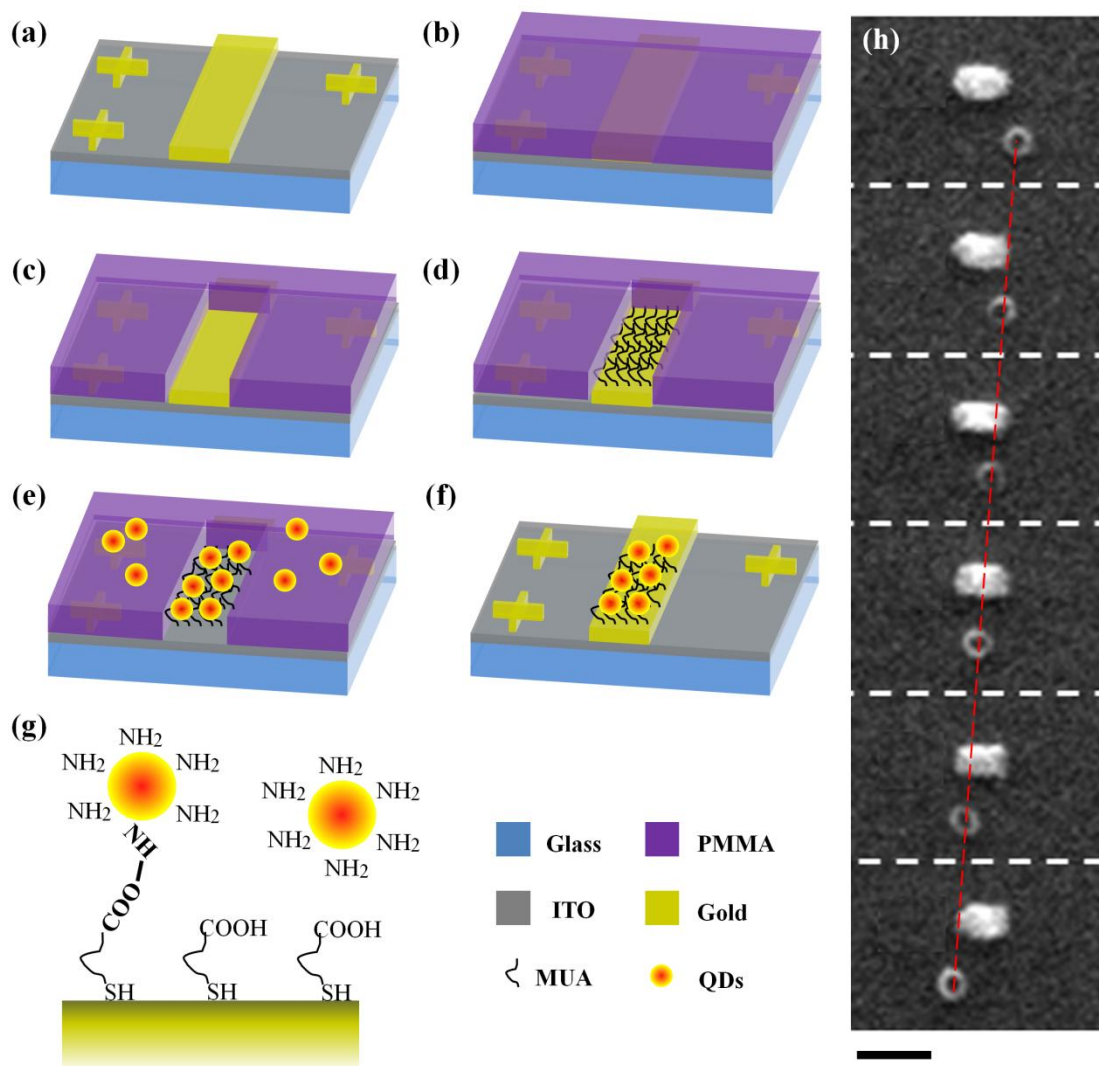 (a)
(b)
(c)
(d)
(e)
(f)
(g)
NH2
NH2
NH2
NH2
NH2
NH
COO
SH
NH2
NH2
NH2
NH2
NH2
NH2
COOH
SH
COOH
SH
Glass
PMMA
ITO
Gold
MUA
QDs
(h)